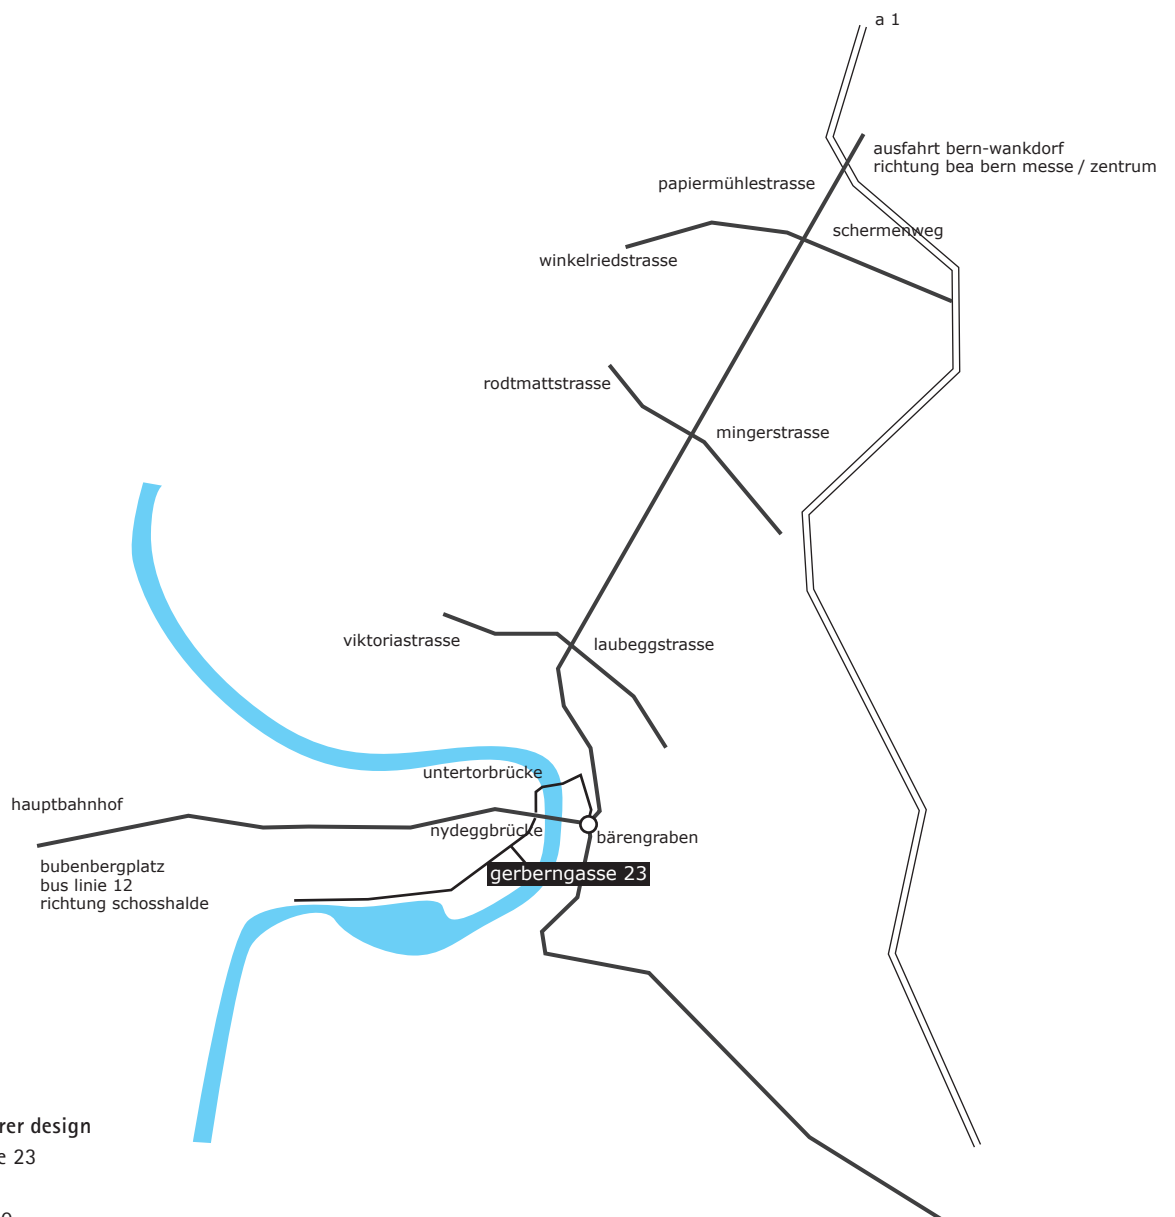 a 1
ausfahrt bern-wankdorf
richtung bea bern messe / zentrum
papiermühlestrasse
schermenweg
winkelriedstrasse
rodtmattstrasse
mingerstrasse
viktoriastrasse
laubeggstrasse
untertorbrücke
hauptbahnhof
nydeggbrücke
bärengraben
bubenbergplatz
bus linie 12
richtung schosshalde
gerberngasse 23
rer design
e 23